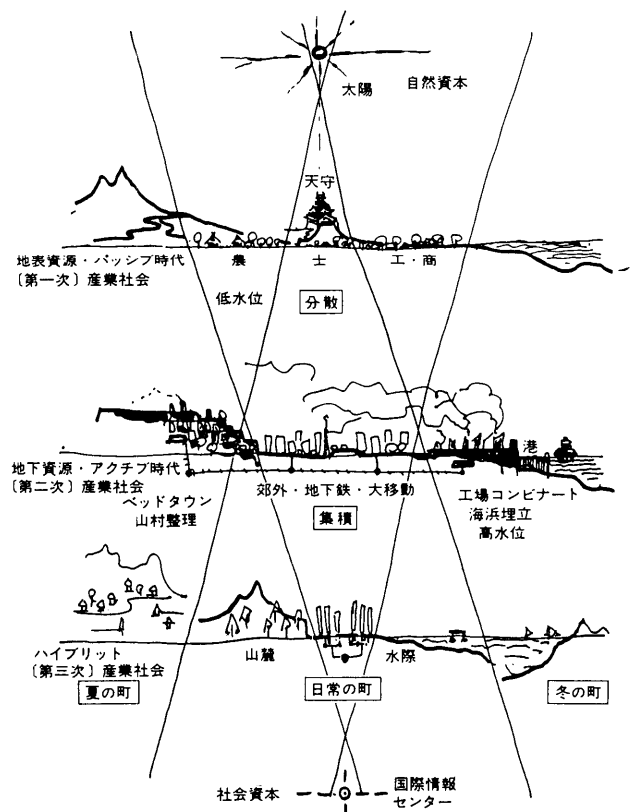 太陽
自然資本
天守
地表資源・パッシブ時代
〔第一次〕産業社会
農 士 工・商
低水位
分散
港
地下資源・アクチブ時代
〔第二次〕産業社会
ベッドタウン
山村整理
郊外・地下鉄・大移動
集積
工場コンビナート
海浜埋立
高水位
ハイブリット
〔第三次〕産業社会
夏の町
山麓
日常の町
水際
冬の町
社会資本
国際情報
センター